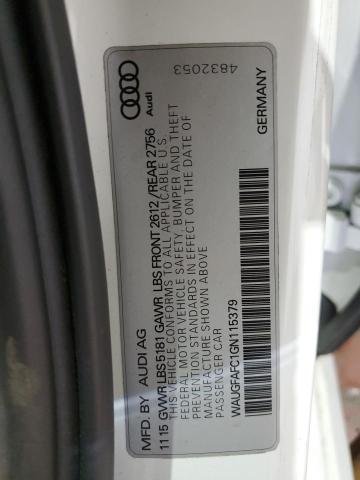 MFD. BY AUDI AG
11 15 GVWR LBS 5181 GAWR LBS FRONT 2612 / REAR 2756
THIS VEHICLE CONFORMS TO ALL APPLICABLE U.S.
FEDERAL MOTOR VEHICLE SAFETY, BUMPER AND THEFT
PREVENTION STANDARDS IN EFFECT ON THE DATE OF
MANUFACTURE SHOWN ABOVE
PASSENGER CAR
WAUGFAFC1GN115379
GERMANY
Audi
4832053